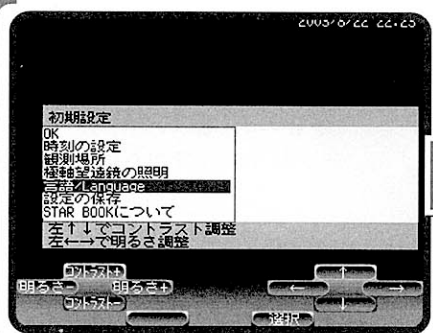 2003/8/22 22:25
初期設定
OK
時刻の設定
観測場所
極軸望遠鏡の照明
言語/Language
設定の保存
STAR BOOKについて
左↑↓でコントラスト調整
左←→で明るさ調整
コントラスト+
明るさ- 明るさ+
コントラスト-
↑
← →
↓
選択